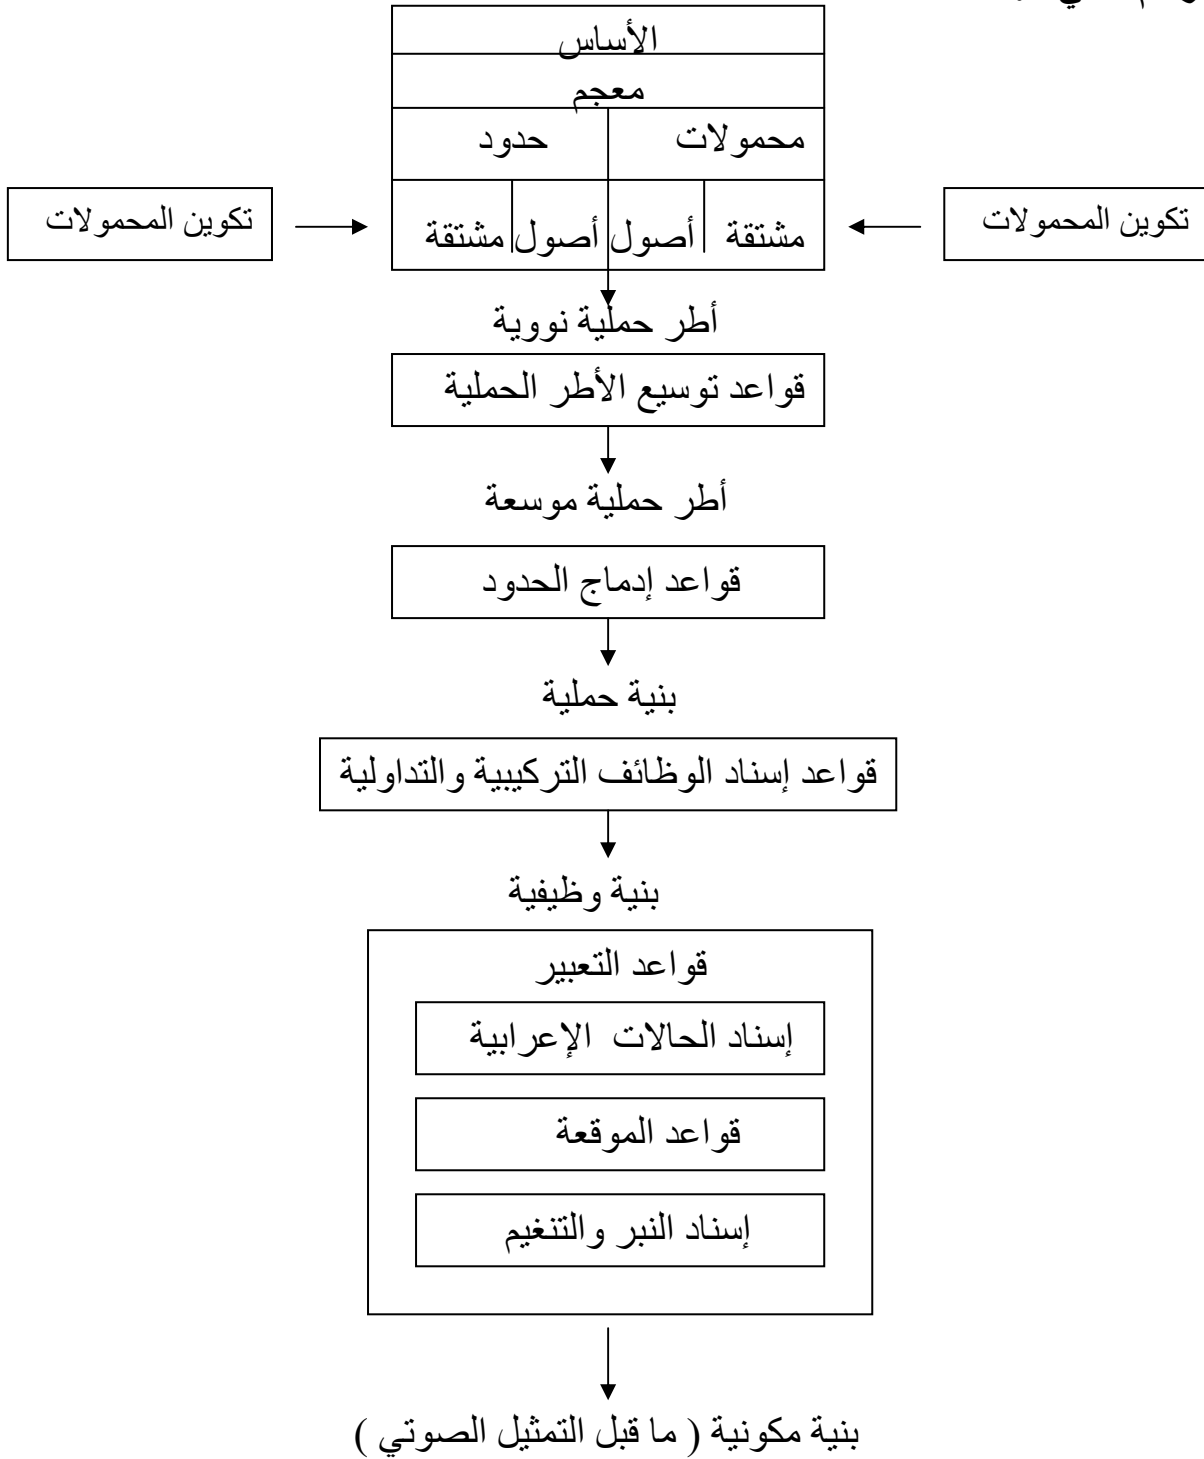 الأساس
معجم
محمولات حدود
تكوين المحمولات
مشتقة أصول أصول مشتقة
تكوين المحمولات
أطر حملية نووية
قواعد توسيع الأطر الحملية
أطر حملية موسعة
قواعد إدماج الحدود
بنية حملية
قواعد إسناد الوظائف التركيبية والتداولية
بنية وظيفية
قواعد التعبير
إسناد الحالات الإعرابية
قواعد الموقعة
إسناد النبر والتنغيم
بنية مكونية ( ما قبل التمثيل الصوتي )